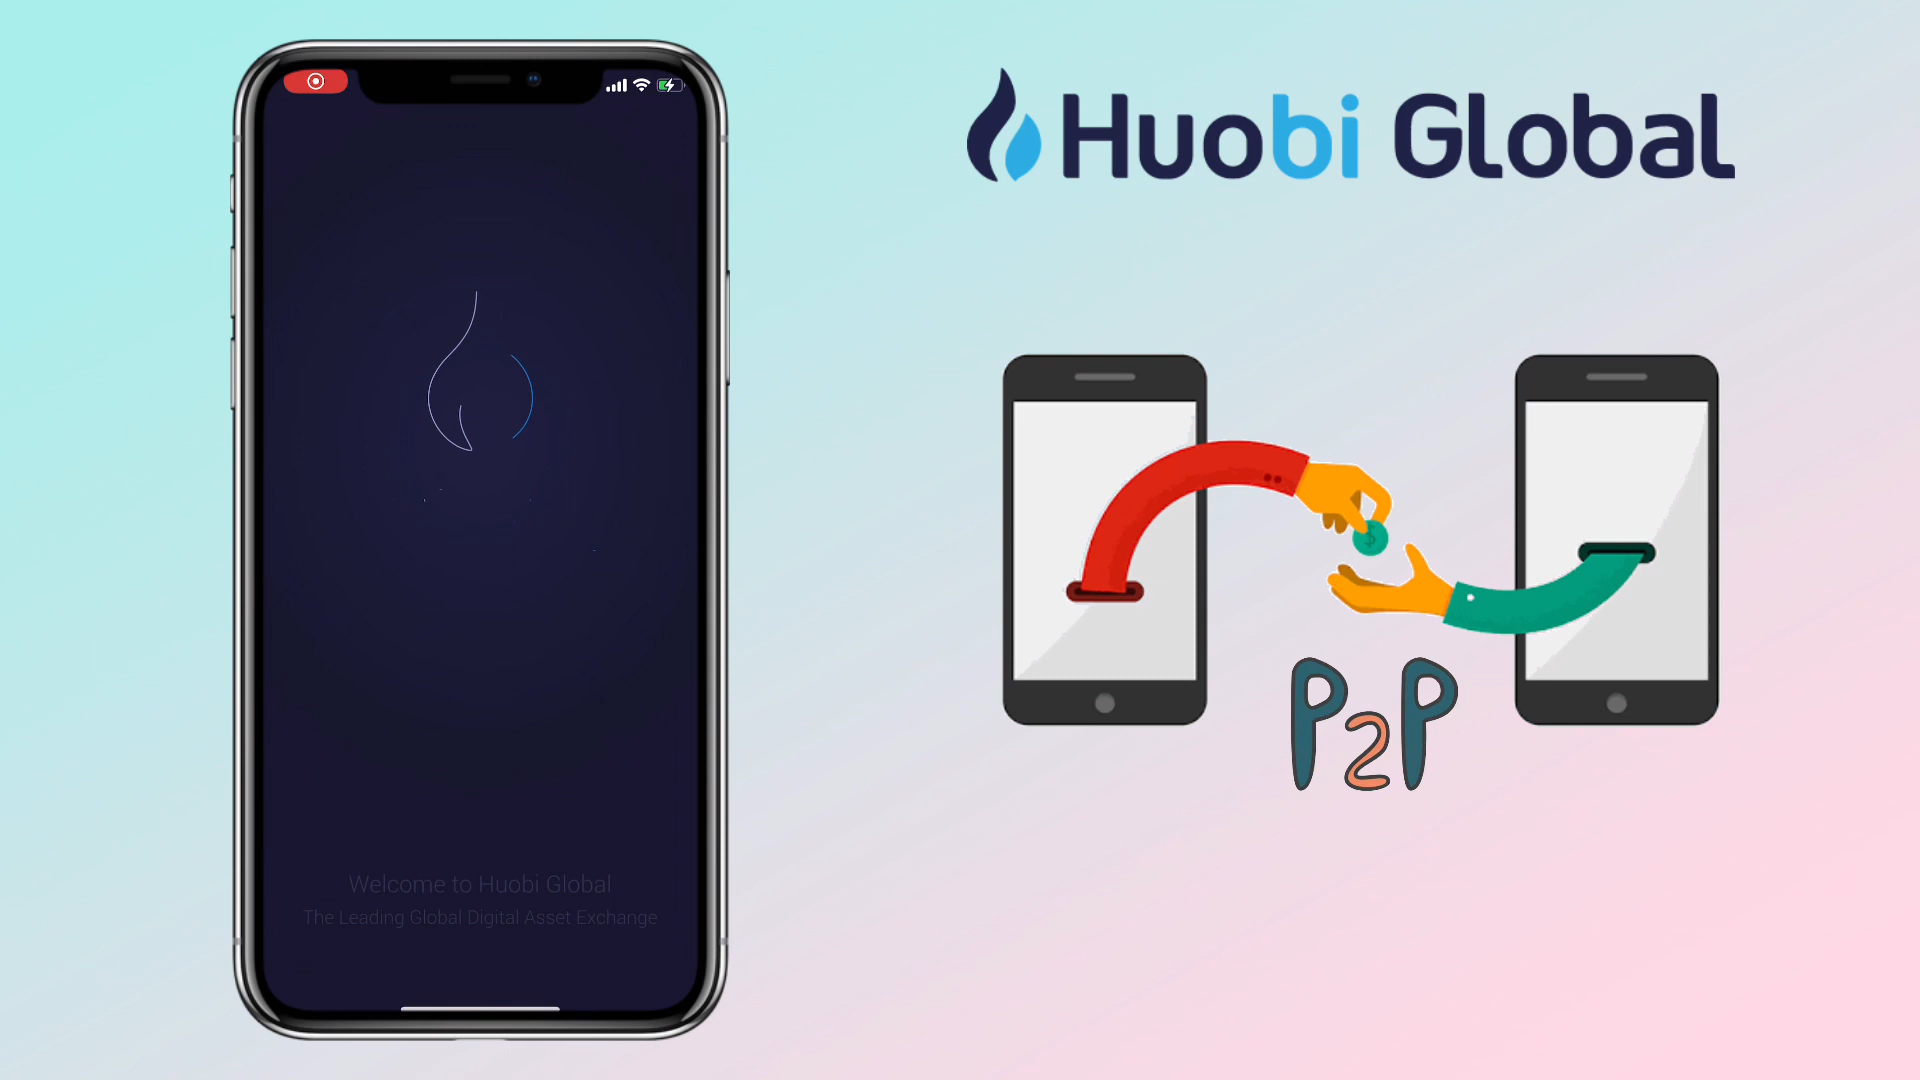 Huobi Global
$
P2P
Welcome to Huobi Global
The Leading Global Digital Asset Exchange